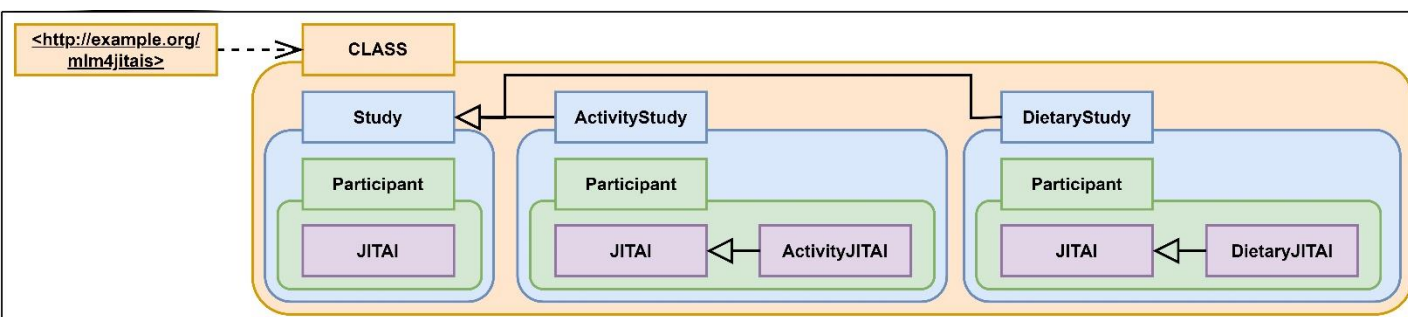 <http://example.org/
mlm4jitais>
CLASS
Study
ActivityStudy
DietaryStudy
Participant
Participant
Participant
JITAI
JITAI
ActivityJITAI
JITAI
DietaryJITAI